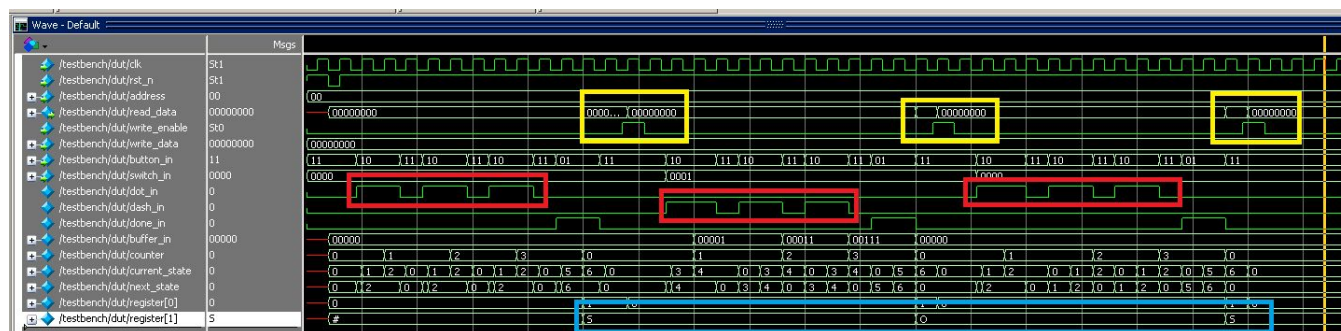 Wave - Default
Msgs
/testbench/dut/clk St1
/testbench/dut/rst_n St1
/testbench/dut/address 00 00
/testbench/dut/read_data 00000000 00000000 0000... 00000000 00000000 00000000
/testbench/dut/write_enable St0
/testbench/dut/write_data 00000000 00000000
/testbench/dut/button_in 11 11 10 11 10 11 10 11 01 11 10 11 10 11 10 11 01 11 10 11 10 11 10 11 01 11
/testbench/dut/switch_in 0000 0000 0001 0000
/testbench/dut/dot_in 0
/testbench/dut/dash_in 0
/testbench/dut/done_in 0
/testbench/dut/buffer_in 00000 00000 00001 00011 00111 00000
/testbench/dut/counter 0 0 1 2 3 0 1 2 3 0 1 2 3 0
/testbench/dut/current_state 0 0 1 2 0 1 2 0 1 2 0 5 6 0 3 4 0 3 4 0 3 4 0 5 6 0 1 2 0 1 2 0 1 2 0 5 6 0
/testbench/dut/next_state 0 0 2 0 2 0 2 0 6 0 4 0 3 4 0 3 4 0 5 6 0 2 0 1 2 0 1 2 0 5 6 0
/testbench/dut/register[0] 0 0 1 0 1 0 1 0
/testbench/dut/register[1] S # S O S